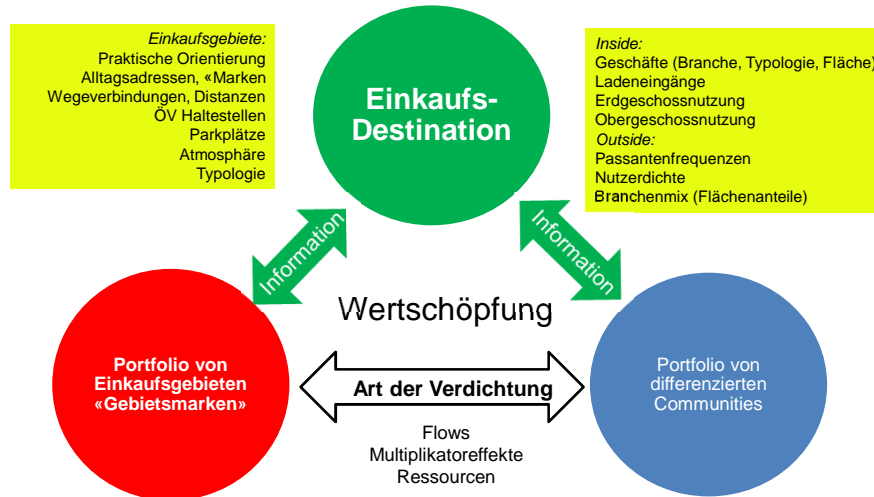 Einkaufsgebiete:
Praktische Orientierung
Alltagsadressen, «Marken
Wegeverbindungen, Distanzen
ÖV Haltestellen
Parkplätze
Atmosphäre
Typologie
Einkaufs-
Destination
Inside:
Geschäfte (Branche, Typologie, Fläche)
Ladeneingänge
Erdgeschossnutzung
Obergeschossnutzung
Outside:
Passantenfrequenzen
Nutzerdichte
Branchenmix (Flächenanteile)
Information
Information
Wertschöpfung
Portfolio von
Einkaufsgebieten
«Gebietsmarken»
Art der Verdichtung
Portfolio von
differenzierten
Communities
Flows
Multiplikatoreffekte
Ressourcen